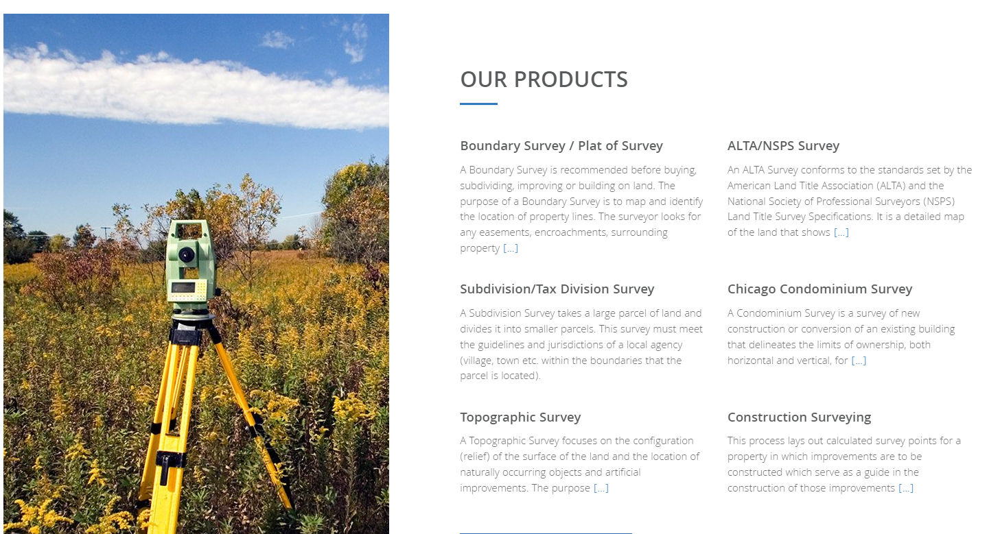 OUR PRODUCTS
Boundary Survey / Plat of Survey
A Boundary Survey is recommended before buying,
subdividing, improving or building on land. The
purpose of a Boundary Survey is to map and identify
the location of property lines. The surveyor looks for
any easements, encroachments, surrounding
property [...]
ALTA/NSPS Survey
An ALTA Survey conforms to the standards set by the
American Land Title Association (ALTA) and the
National Society of Professional Surveyors (NSPS)
Land Title Survey Specifications. It is a detailed map
of the land that shows [...]
Subdivision/Tax Division Survey
A Subdivision Survey takes a large parcel of land and
divides it into smaller parcels. This survey must meet
the guidelines and jurisdictions of a local agency
(village, town etc. within the boundaries that the
parcel is located).
Chicago Condominium Survey
A Condominium Survey is a survey of new
construction or conversion of an existing building
that delineates the limits of ownership, both
horizontal and vertical, for [...]
Topographic Survey
A Topographic Survey focuses on the configuration
(relief) of the surface of the land and the location of
naturally occurring objects and artificial
improvements. The purpose [...]
Construction Surveying
This process lays out calculated survey points for a
property in which improvements are to be
constructed which serve as a guide in the
construction of those improvements [...]